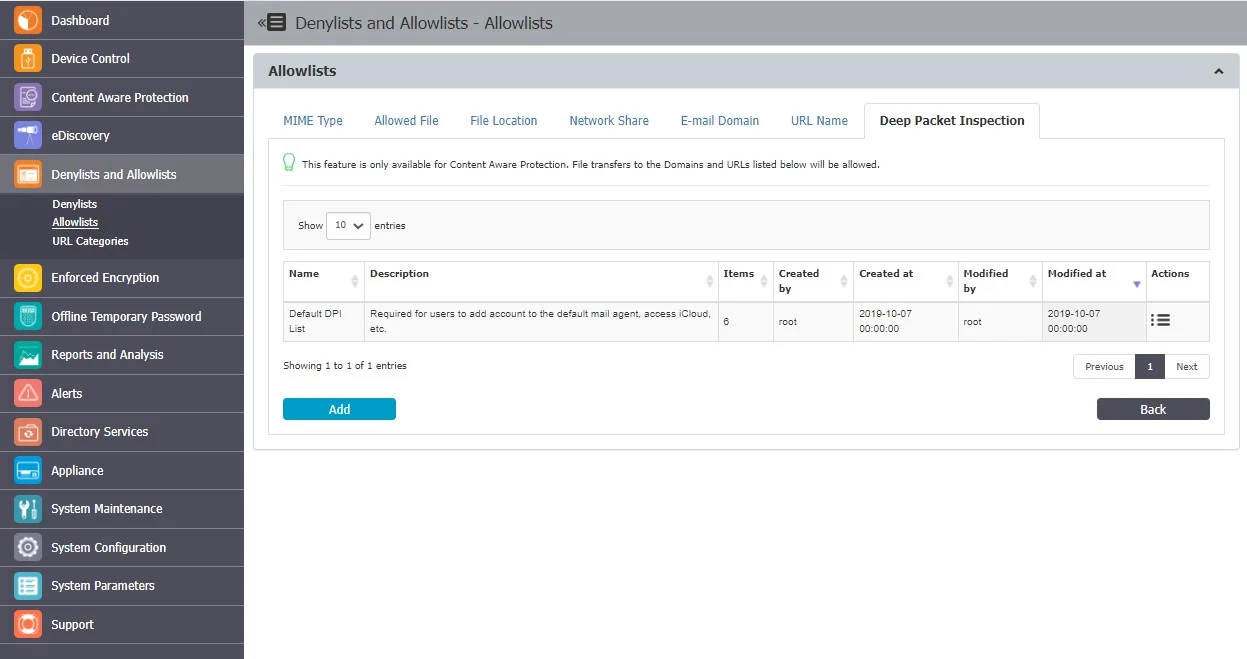 Dashboard
Device Control
Content Aware Protection
eDiscovery
Denylists and Allowlists
Denylists
Allowlists
URL Categories
Enforced Encryption
Offline Temporary Password
Reports and Analysis
Alerts
Directory Services
Appliance
System Maintenance
System Configuration
System Parameters
Support
« Denylists and Allowlists - Allowlists
Allowlists
MIME Type Allowed File File Location Network Share E-mail Domain URL Name Deep Packet Inspection
This feature is only available for Content Aware Protection. File transfers to the Domains and URLs listed below will be allowed.
Show 10 entries
Name Description Items Created by Created at Modified by Modified at Actions
Default DPI List Required for users to add account to the default mail agent, access iCloud, etc. 6 root 2019-10-07 00:00:00 root 2019-10-07 00:00:00
Showing 1 to 1 of 1 entries
Previous 1 Next
Add Back